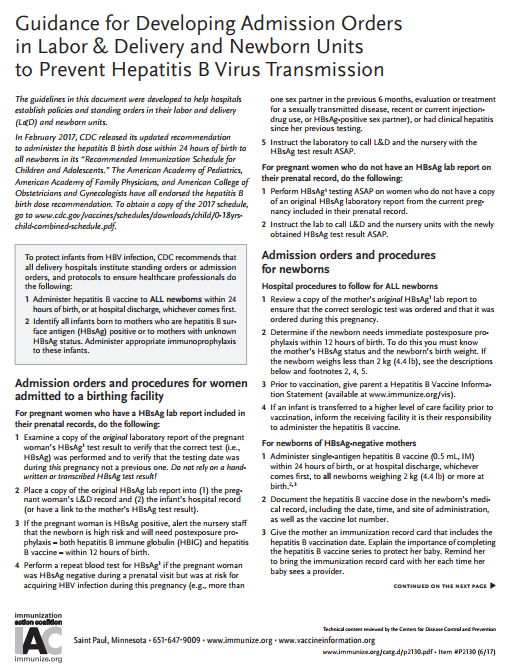 Guidance for Developing Admission Orders
in Labor & Delivery and Newborn Units
to Prevent Hepatitis B Virus Transmission
The guidelines in this document were developed to help hospitals
establish policies and standing orders in their labor and delivery
(L&D) and newborn units.
In February 2017, CDC released its updated recommendation
to administer the hepatitis B birth dose within 24 hours of birth to
all newborns in its “Recommended Immunization Schedule for
Children and Adolescents.” The American Academy of Pediatrics,
American Academy of Family Physicians, and American College of
Obstetricians and Gynecologists have all endorsed the hepatitis B
birth dose recommendation. To obtain a copy of the 2017 schedule,
go to www.cdc.gov/vaccines/schedules/downloads/child/0-18yrs-
child-combined-schedule.pdf.
To protect infants from HBV infection, CDC recommends that
all delivery hospitals institute standing orders or admission
orders, and protocols to ensure healthcare professionals do
the following:
1 Administer hepatitis B vaccine to ALL newborns within 24
hours of birth, or at hospital discharge, whichever comes first.
2 Identify all infants born to mothers who are hepatitis B sur-
face antigen (HBsAg) positive or to mothers with unknown
HBsAg status. Administer appropriate immunoprophylaxis
to these infants.
Admission orders and procedures for women
admitted to a birthing facility
For pregnant women who have a HBsAg lab report included in
their prenatal records, do the following:
1 Examine a copy of the original laboratory report of the pregnant
woman's HBsAg¹ test result to verify that the correct test (i.e.,
HBsAg) was performed and to verify that the testing date was
during this pregnancy not a previous one. Do not rely on a hand-
written or transcribed HBsAg test result!
2 Place a copy of the original HBsAg lab report into (1) the preg-
nant woman's L&D record and (2) the infant's hospital record
(or have a link to the mother's HBsAg test result).
3 If the pregnant woman is HBsAg positive, alert the nursery staff
that the newborn is high risk and will need postexposure pro-
phylaxis – both hepatitis B immune globulin (HBIG) and hepatitis
B vaccine – within 12 hours of birth.
4 Perform a repeat blood test for HBsAg¹ if the pregnant woman
was HBsAg negative during a prenatal visit but was at risk for
acquiring HBV infection during this pregnancy (e.g., more than
one sex partner in the previous 6 months, evaluation or treatment
for a sexually transmitted disease, recent or current injection-
drug use, or HBsAg-positive sex partner), or had clinical hepatitis
since her previous testing.
5 Instruct the laboratory to call L&D and the nursery with the
HBsAg test result ASAP.
For pregnant women who do not have an HBsAg lab report on
their prenatal record, do the following:
1 Perform HBsAg¹ testing ASAP on women who do not have a copy
of an original HBsAg laboratory report from the current preg-
nancy included in their prenatal record.
2 Instruct the lab to call L&D and the nursery units with the newly
obtained HBsAg test result ASAP.
Admission orders and procedures
for newborns
Hospital procedures to follow for ALL newborns
1 Review a copy of the mother's original HBsAg¹ lab report to
ensure that the correct serologic test was ordered and that it was
ordered during this pregnancy.
2 Determine if the newborn needs immediate postexposure pro-
phylaxis within 12 hours of birth. To do this you must know
the mother's HBsAg status and the newborn's birth weight. If
the newborn weighs less than 2 kg (4.4 lb), see the descriptions
below and footnotes 2, 4, 5.
3 Prior to vaccination, give parent a Hepatitis B Vaccine Informa-
tion Statement (available at www.immunize.org/vis).
4 If an infant is transferred to a higher level of care facility prior to
vaccination, inform the receiving facility it is their responsibility
to administer the hepatitis B vaccine.
For newborns of HBsAg-negative mothers
1 Administer single-antigen hepatitis B vaccine (0.5 mL, IM)
within 24 hours of birth, or at hospital discharge, whichever
comes first, to all newborns weighing 2 kg (4.4 lb) or more at
birth.²,³
2 Document the hepatitis B vaccine dose in the newborn's medi-
cal record, including the date, time, and site of administration,
as well as the vaccine lot number.
3 Give the mother an immunization record card that includes the
hepatitis B vaccination date. Explain the importance of completing
the hepatitis B vaccine series to protect her baby. Remind her
to bring the immunization record card with her each time her
baby sees a provider.
CONTINUED ON THE NEXT PAGE ▶
immunization
action coalition
IAC
immunize.org
Technical content reviewed by the Centers for Disease Control and Prevention
Saint Paul, Minnesota • 651-647-9009 • www.immunize.org • www.vaccineinformation.org
www.immunize.org/catg.d/p2130.pdf • Item #P2130 (6/17)